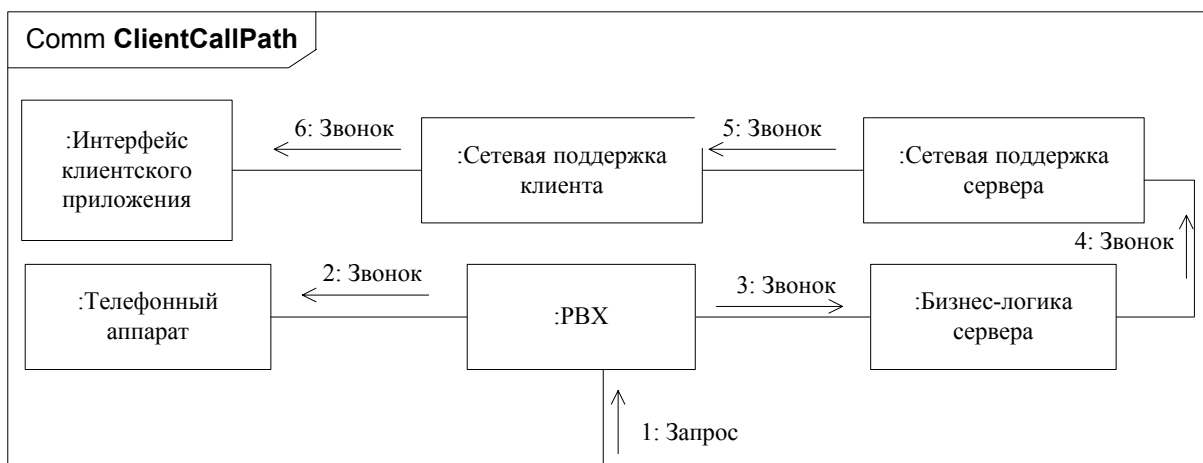 Comm ClientCallPath
:Интерфейс
клиентского
приложения
6: Звонок
:Сетевая поддержка
клиента
5: Звонок
:Сетевая поддержка
сервера
4: Звонок
:Телефонный
аппарат
2: Звонок
:PBX
3: Звонок
:Бизнес-логика
сервера
1: Запрос